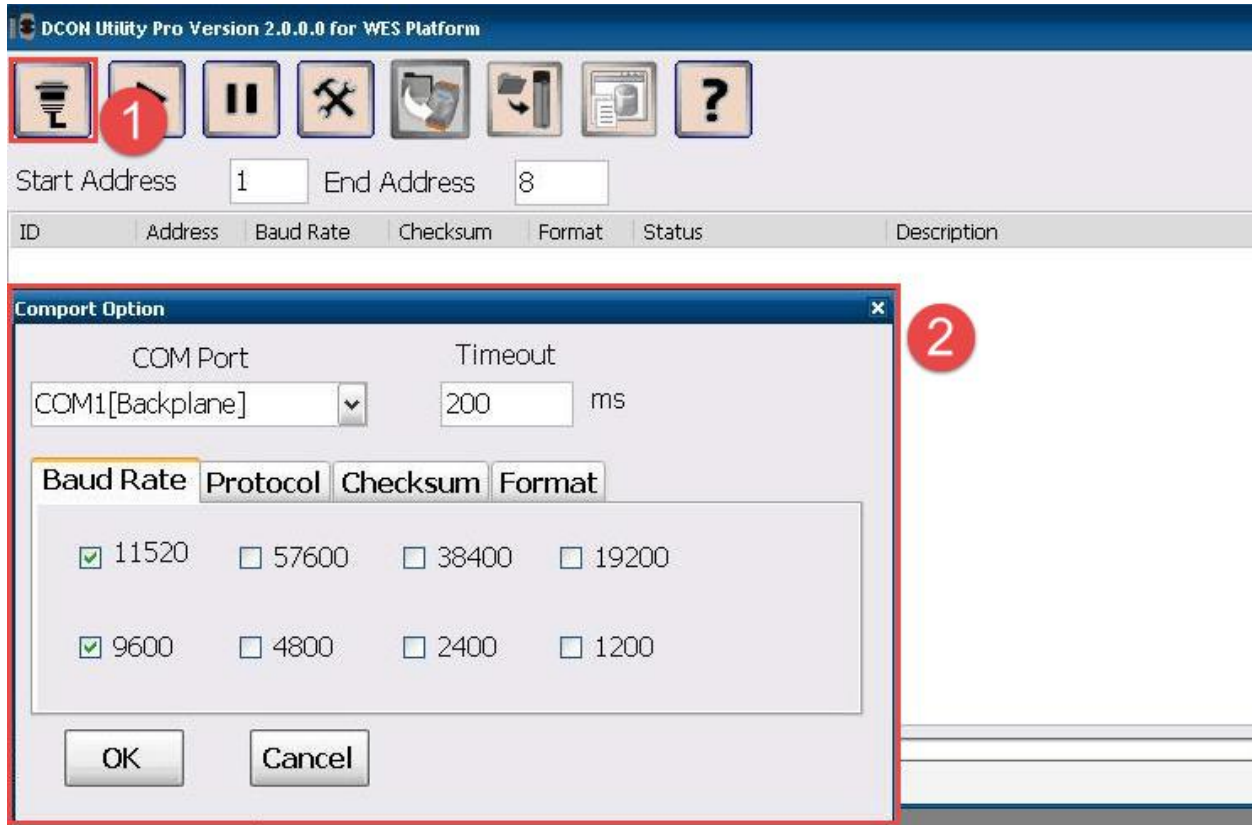 DCON Utility Pro Version 2.0.0.0 for WES Platform
1
?
Start Address 1 End Address 8
ID Address Baud Rate Checksum Format Status Description
Comport Option
2
COM Port Timeout
COM1[Backplane] 200 ms
Baud Rate Protocol Checksum Format
11520 57600 38400 19200
9600 4800 2400 1200
OK Cancel